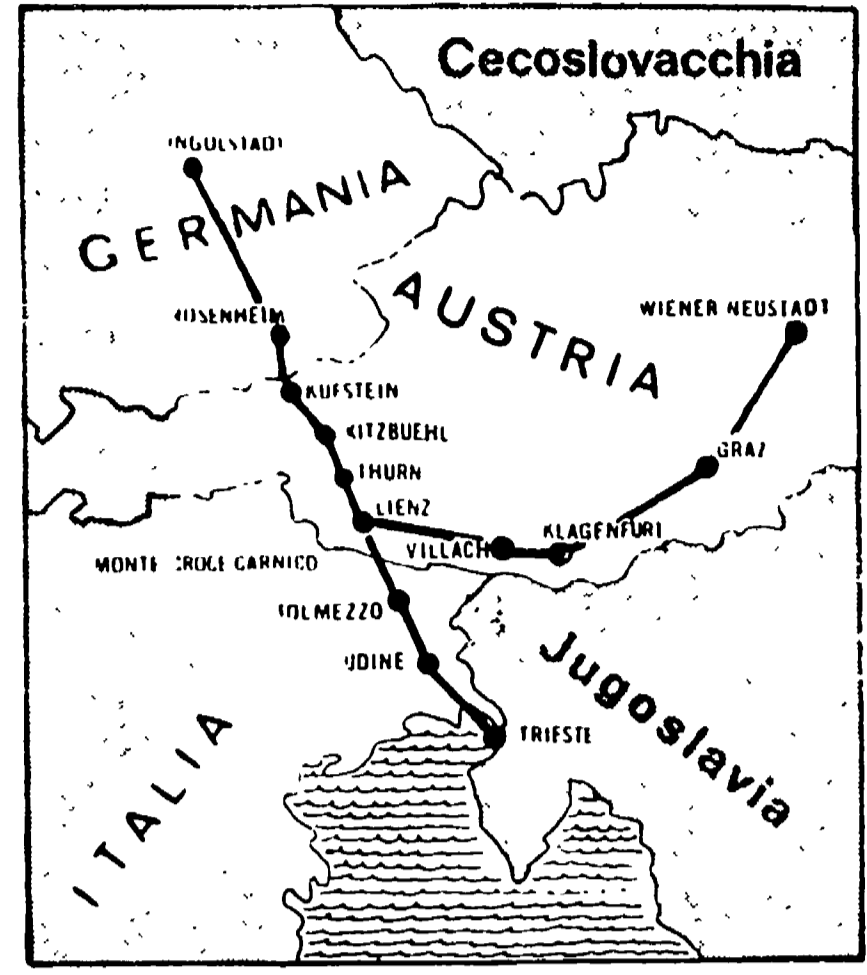 Cecoslovacchia
INGOLSTADT
GERMANIA
AUSTRIA
ROSENHEIM
WIENER NEUSTADT
KUFSTEIN
KITZBUEHL
THURN
GRAZ
LIENZ
KLAGENFURT
VILLACH
MONTE CROCE CARNICO
TOLMEZZO
UDINE
Jugoslavia
TRIESTE
ITALIA